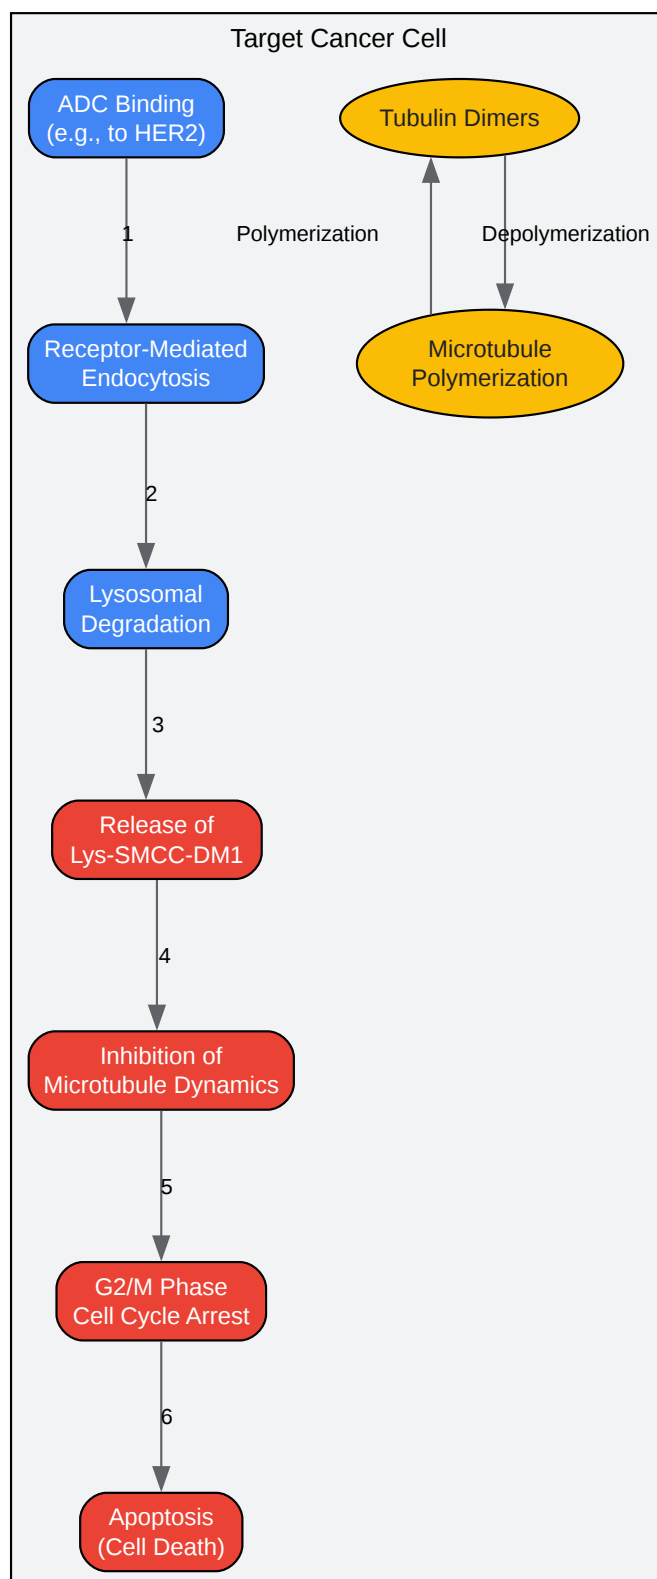 Target Cancer Cell
ADC Binding
(e.g., to HER2)
Tubulin Dimers
1
Polymerization
Depolymerization
Receptor-Mediated
Endocytosis
Microtubule
Polymerization
2
Lysosomal
Degradation
3
Release of
Lys-SMCC-DM1
4
Inhibition of
Microtubule Dynamics
5
G2/M Phase
Cell Cycle Arrest
6
Apoptosis
(Cell Death)